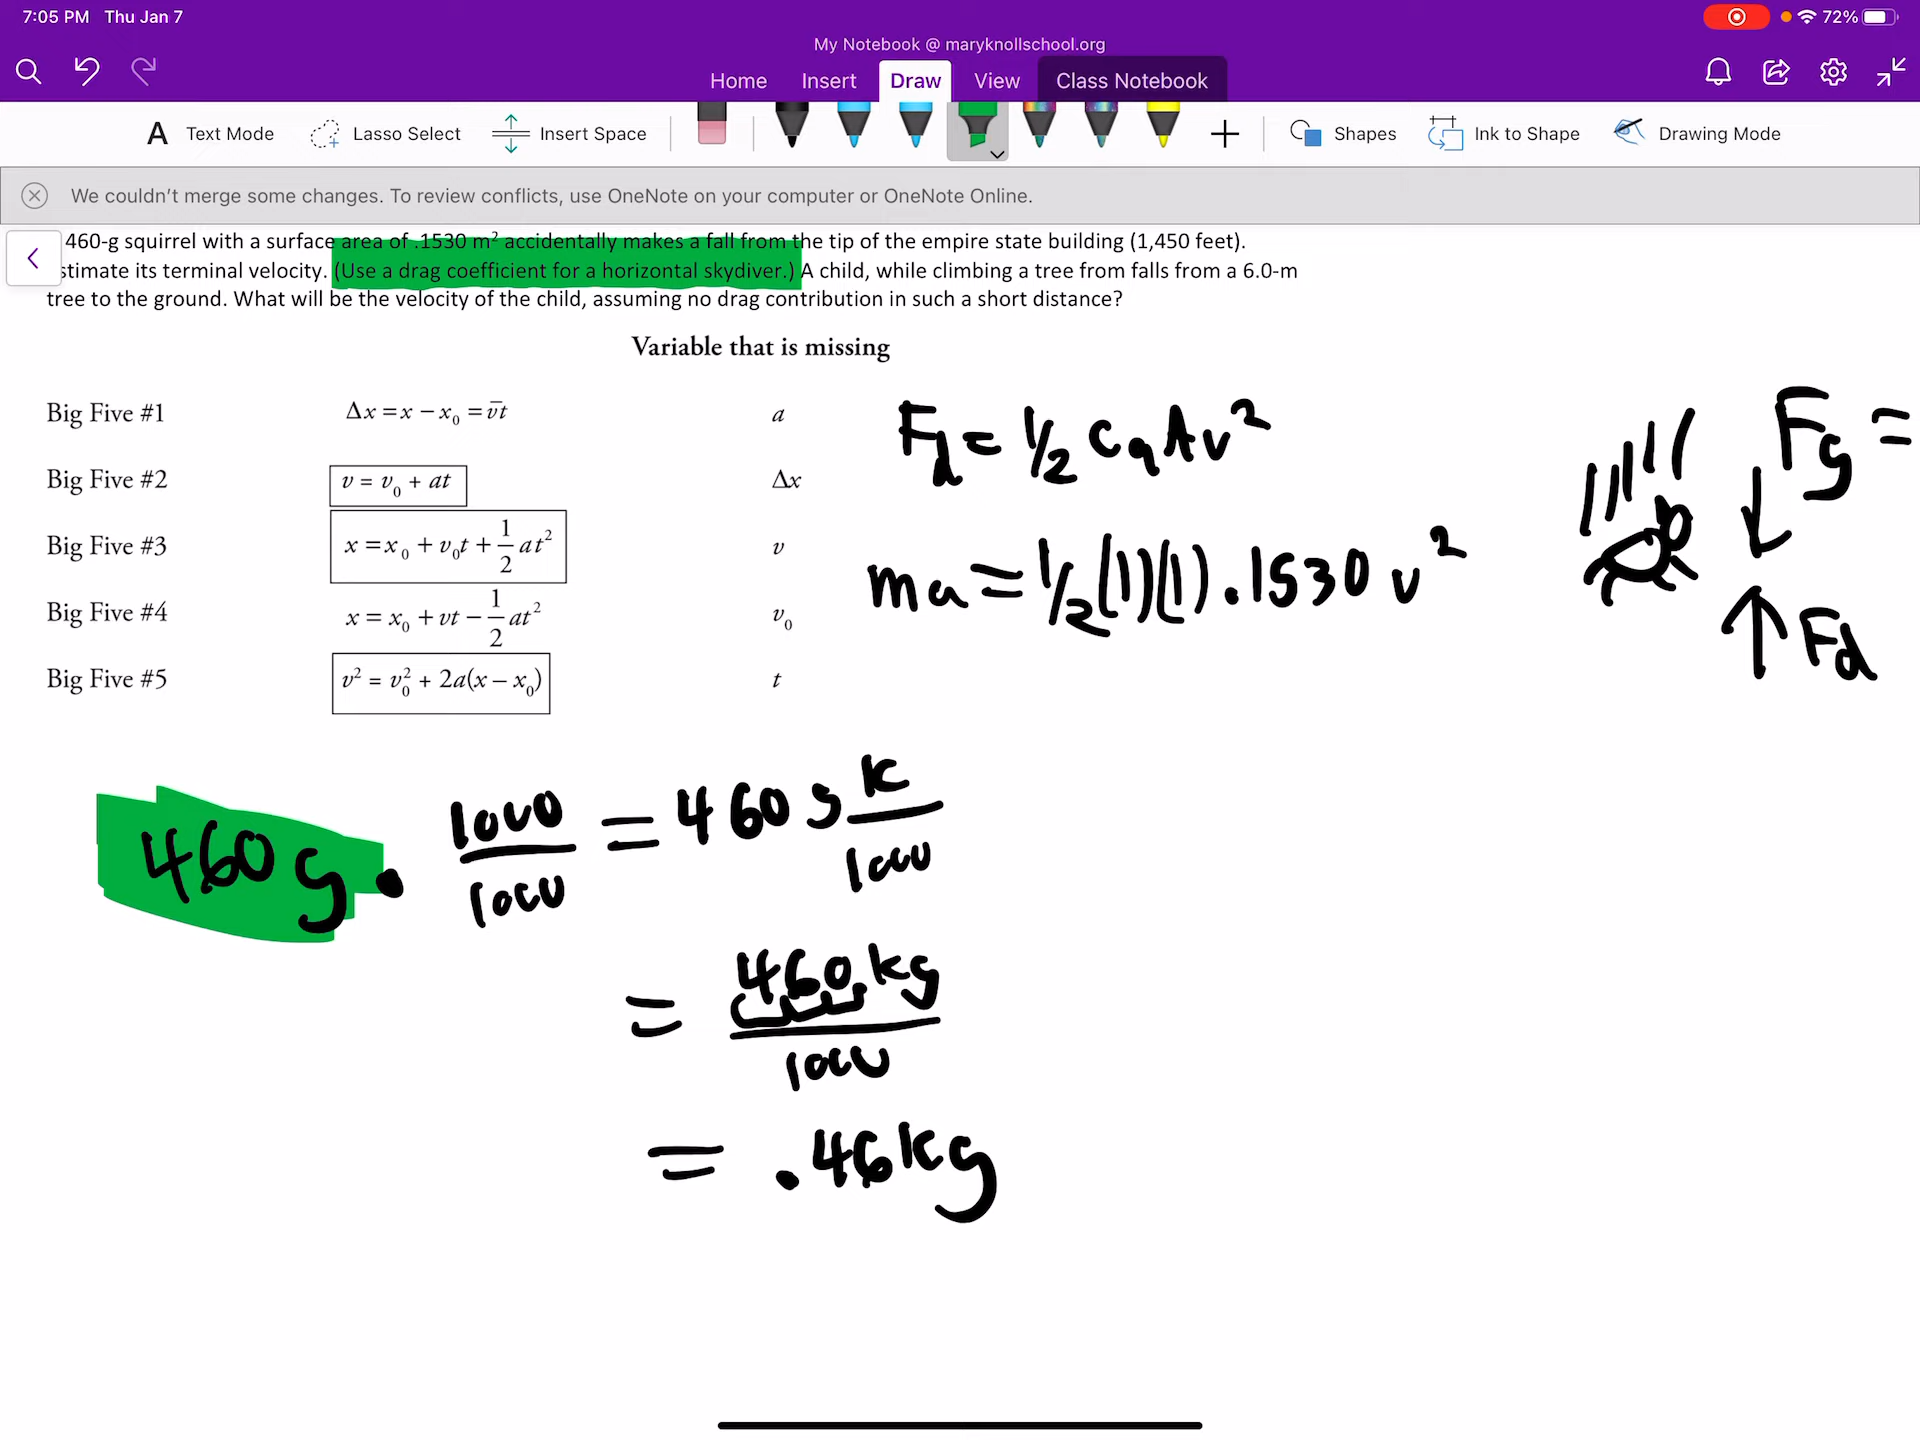 7:05 PM Thu Jan 7
72%
My Notebook @ maryknollschool.org
Home Insert Draw View Class Notebook
A Text Mode Lasso Select Insert Space Shapes Ink to Shape Drawing Mode
We couldn't merge some changes. To review conflicts, use OneNote on your computer or OneNote Online.
460-g squirrel with a surface area of .1530 m² accidentally makes a fall from the tip of the empire state building (1,450 feet).
stimate its terminal velocity. (Use a drag coefficient for a horizontal skydiver.) A child, while climbing a tree from falls from a 6.0-m
tree to the ground. What will be the velocity of the child, assuming no drag contribution in such a short distance?
Variable that is missing
Big Five #1 Δx = x − x₀ = v̅t a
Big Five #2 v = v₀ + at Δx
Big Five #3 x = x₀ + v₀t + 1/2 at² v
Big Five #4 x = x₀ + vt − 1/2 at² v₀
Big Five #5 v² = v₀² + 2a(x − x₀) t
Fd = 1/2 C q A v²
ma = 1/2 (1)(1) .1530 v²
Fg =
Fd
460 g · 1000/1000 = 460 g k/1000
= 460. kg/1000
= .46 kg